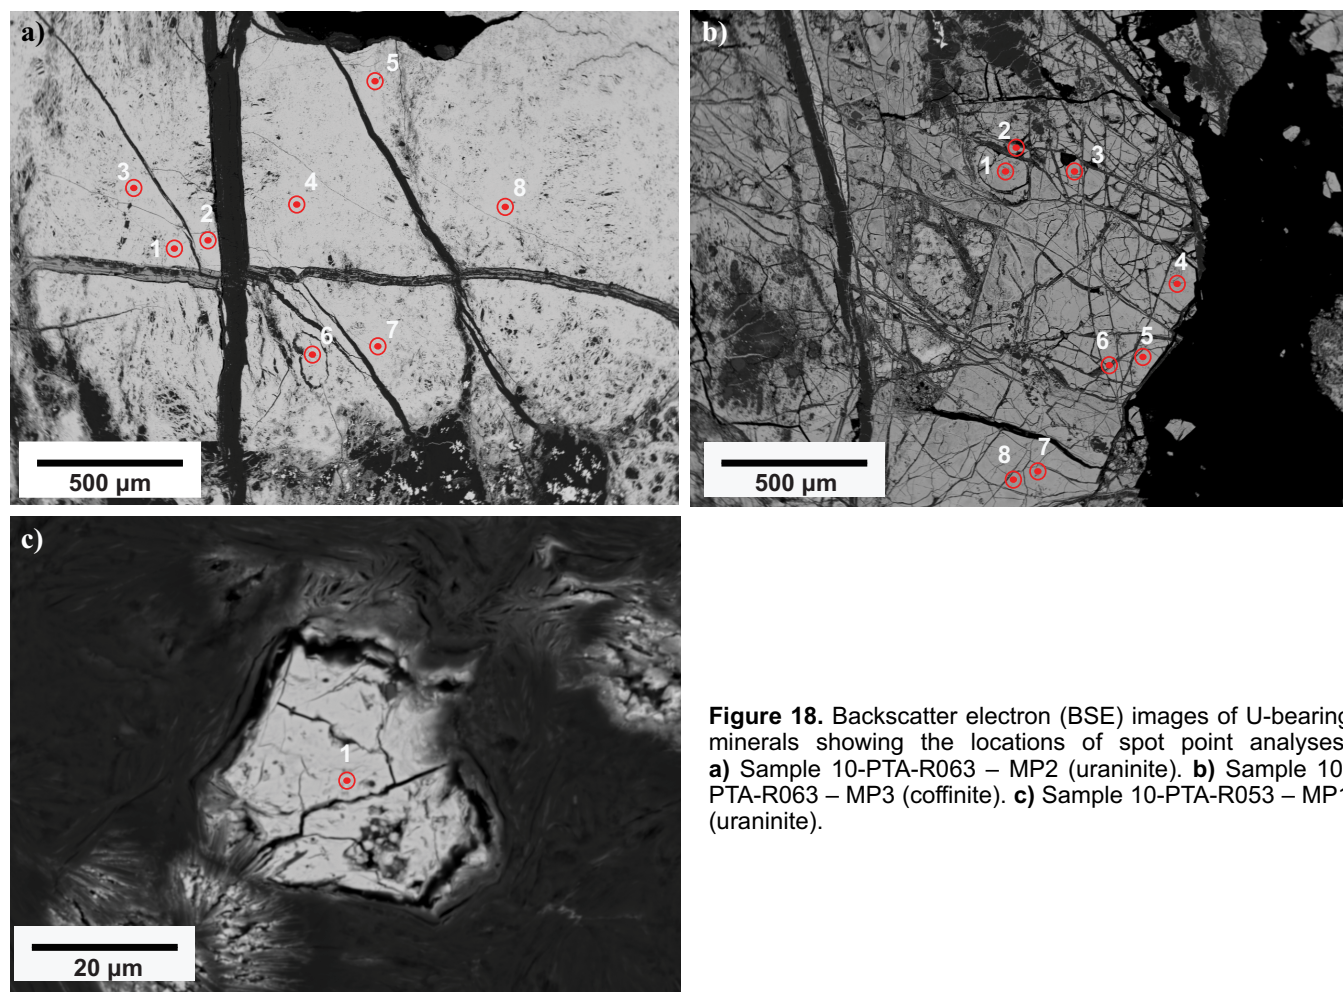 a)
5
3
4
8
2
1
7
6
500 µm
b)
2
1
3
4
6
5
8
7
500 µm
c)
1
20 µm
Figure 18. Backscatter electron (BSE) images of U-bearing
minerals showing the locations of spot point analyses
a) Sample 10-PTA-R063 – MP2 (uraninite). b) Sample 10
PTA-R063 – MP3 (coffinite). c) Sample 10-PTA-R053 – MP1
(uraninite).